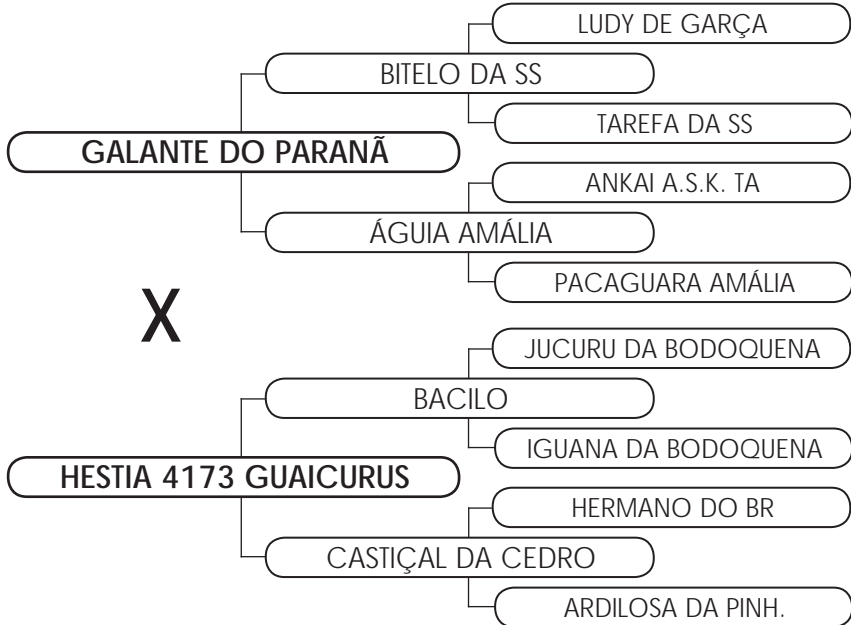 LUDY DE GARÇA
BITELO DA SS
TAREFA DA SS
GALANTE DO PARANÃ
ANKAI A.S.K. TA
ÁGUIA AMÁLIA
PACAGUARA AMÁLIA
X
JUCURU DA BODOQUENA
BACILO
IGUANA DA BODOQUENA
HESTIA 4173 GUAICURUS
HERMANO DO BR
CASTIÇAL DA CEDRO
ARDILOSA DA PINH.